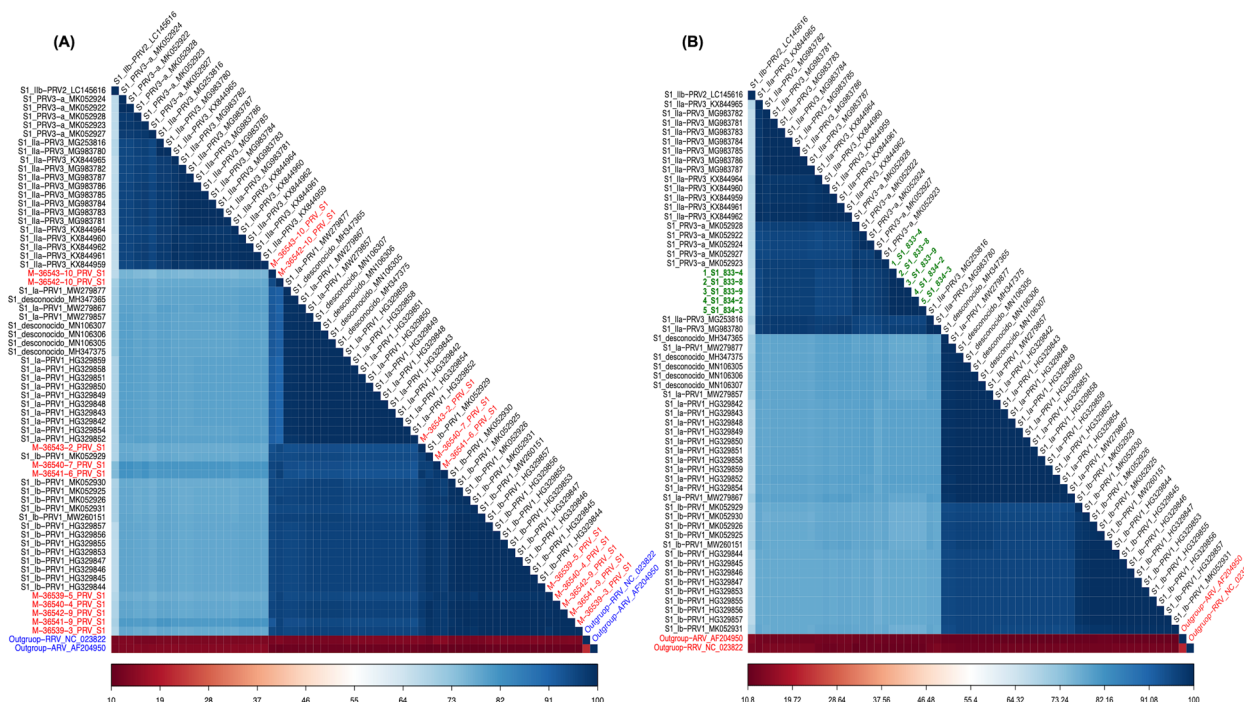 (A)
S1_IIb−PRV2_LC145616
S1_PRV3−a_MK052924
S1_PRV3−a_MK052922
S1_PRV3−a_MK052928
S1_PRV3−a_MK052923
S1_PRV3−a_MK052927
S1_IIa−PRV3_MG253816
S1_IIa−PRV3_MG983780
S1_IIa−PRV3_KX844965
S1_IIa−PRV3_MG983782
S1_IIa−PRV3_MG983787
S1_IIa−PRV3_MG983786
S1_IIa−PRV3_MG983785
S1_IIa−PRV3_MG983784
S1_IIa−PRV3_MG983783
S1_IIa−PRV3_MG983781
S1_IIa−PRV3_KX844964
S1_IIa−PRV3_KX844960
S1_IIa−PRV3_KX844962
S1_IIa−PRV3_KX844961
S1_IIa−PRV3_KX844959
M−36543−10_PRV_S1
M−36542−10_PRV_S1
S1_Ia−PRV1_MW279877
S1_desconocido_MH347365
S1_Ia−PRV1_MW279867
S1_Ia−PRV1_MW279857
S1_desconocido_MN106307
S1_desconocido_MN106306
S1_desconocido_MN106305
S1_desconocido_MH347375
S1_Ia−PRV1_HG329859
S1_Ia−PRV1_HG329858
S1_Ia−PRV1_HG329851
S1_Ia−PRV1_HG329850
S1_Ia−PRV1_HG329849
S1_Ia−PRV1_HG329848
S1_Ia−PRV1_HG329843
S1_Ia−PRV1_HG329842
S1_Ia−PRV1_HG329854
S1_Ia−PRV1_HG329852
M−36543−2_PRV_S1
S1_Ib−PRV1_MK052929
M−36540−7_PRV_S1
M−36541−6_PRV_S1
S1_Ib−PRV1_MK052930
S1_Ib−PRV1_MK052925
S1_Ib−PRV1_MK052926
S1_Ib−PRV1_MK052931
S1_Ib−PRV1_MW260151
S1_Ib−PRV1_HG329857
S1_Ib−PRV1_HG329856
S1_Ib−PRV1_HG329855
S1_Ib−PRV1_HG329853
S1_Ib−PRV1_HG329847
S1_Ib−PRV1_HG329846
S1_Ib−PRV1_HG329845
S1_Ib−PRV1_HG329844
M−36539−5_PRV_S1
M−36540−4_PRV_S1
M−36542−9_PRV_S1
M−36541−9_PRV_S1
M−36539−3_PRV_S1
Outgruop−RRV_NC_023822
Outgroup−ARV_AF204950
10 19 28 37 46 55 64 73 82 91 100
(B)
S1_IIb−PRV2_LC145616
S1_IIa−PRV3_KX844965
S1_IIa−PRV3_MG983782
S1_IIa−PRV3_MG983781
S1_IIa−PRV3_MG983783
S1_IIa−PRV3_MG983784
S1_IIa−PRV3_MG983785
S1_IIa−PRV3_MG983786
S1_IIa−PRV3_MG983787
S1_IIa−PRV3_KX844964
S1_IIa−PRV3_KX844960
S1_IIa−PRV3_KX844959
S1_IIa−PRV3_KX844961
S1_IIa−PRV3_KX844962
S1_PRV3−a_MK052928
S1_PRV3−a_MK052922
S1_PRV3−a_MK052924
S1_PRV3−a_MK052927
S1_PRV3−a_MK052923
1_S1_833−4
2_S1_833−8
3_S1_833−9
4_S1_834−2
5_S1_834−3
S1_IIa−PRV3_MG253816
S1_IIa−PRV3_MG983780
S1_desconocido_MH347365
S1_Ia−PRV1_MW279877
S1_desconocido_MH347375
S1_desconocido_MN106305
S1_desconocido_MN106306
S1_desconocido_MN106307
S1_Ia−PRV1_MW279857
S1_Ia−PRV1_HG329842
S1_Ia−PRV1_HG329843
S1_Ia−PRV1_HG329848
S1_Ia−PRV1_HG329849
S1_Ia−PRV1_HG329850
S1_Ia−PRV1_HG329851
S1_Ia−PRV1_HG329858
S1_Ia−PRV1_HG329859
S1_Ia−PRV1_HG329852
S1_Ia−PRV1_HG329854
S1_Ia−PRV1_MW279867
S1_Ib−PRV1_MK052929
S1_Ib−PRV1_MK052930
S1_Ib−PRV1_MK052926
S1_Ib−PRV1_MK052925
S1_Ib−PRV1_MW260151
S1_Ib−PRV1_HG329844
S1_Ib−PRV1_HG329845
S1_Ib−PRV1_HG329846
S1_Ib−PRV1_HG329847
S1_Ib−PRV1_HG329853
S1_Ib−PRV1_HG329855
S1_Ib−PRV1_HG329856
S1_Ib−PRV1_HG329857
S1_Ib−PRV1_MK052931
Outgroup−ARV_AF204950
Outgruop−RRV_NC_023822
10.8 19.72 28.64 37.56 46.48 55.4 64.32 73.24 82.16 91.08 100